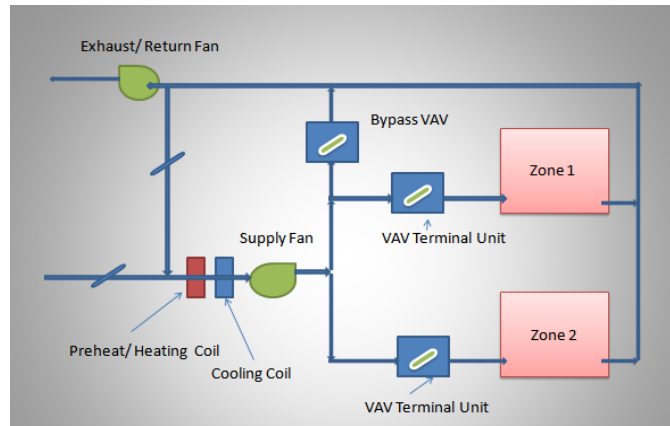 Exhaust/ Return Fan
Bypass VAV
Zone 1
VAV Terminal Unit
Supply Fan
Preheat/ Heating Coil
Cooling Coil
Zone 2
VAV Terminal Unit